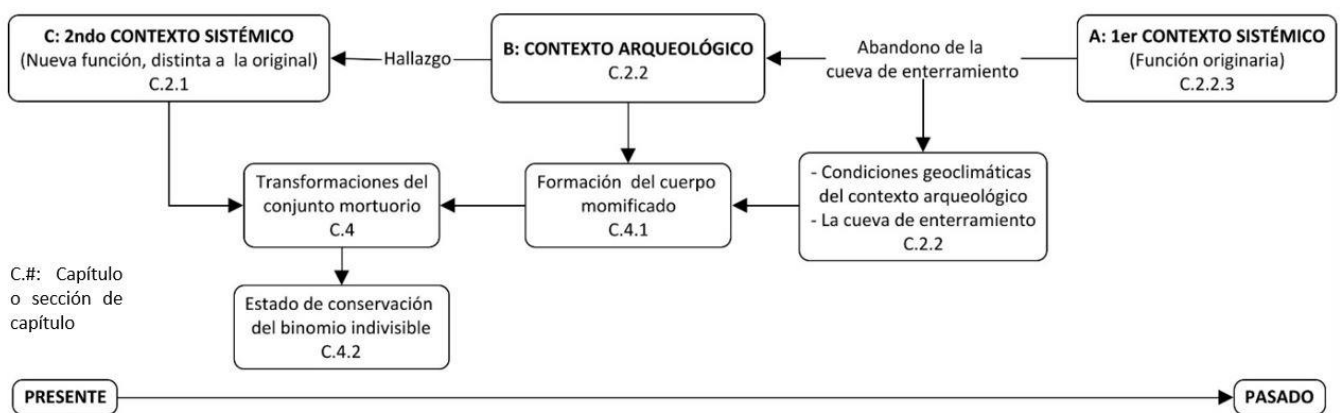 C: 2ndo CONTEXTO SISTÉMICO
(Nueva función, distinta a la original)
C.2.1
Hallazgo
B: CONTEXTO ARQUEOLÓGICO
C.2.2
Abandono de la
cueva de enterramiento
A: 1er CONTEXTO SISTÉMICO
(Función originaria)
C.2.2.3
Transformaciones del
conjunto mortuorio
C.4
Formación del cuerpo
momificado
C.4.1
- Condiciones geoclimáticas
del contexto arqueológico
- La cueva de enterramiento
C.2.2
C.#: Capítulo
o sección de
capítulo
Estado de conservación
del binomio indivisible
C.4.2
PRESENTE
PASADO